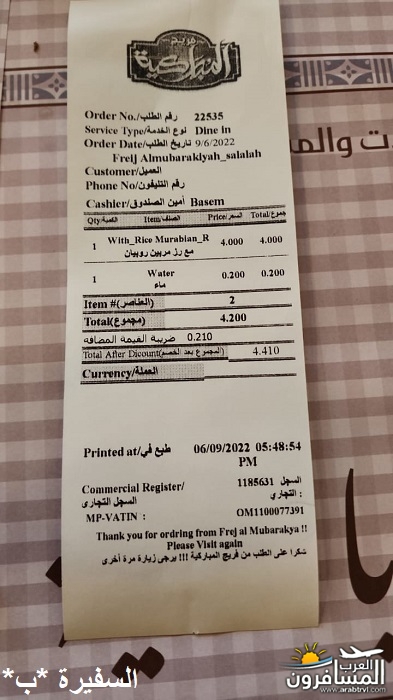 فريج
المباركية
Order No./رقم الطلب 22535
Service Type/نوع الخدمة Dine in
Order Date/تاريخ الطلب 9/6/2022
Freij Almubarakiyah_salalah
Customer/العميل
Phone No/رقم التليفون
Cashier/أمين الصندوق Basem
Qty/الكمية Item/الصنف Price/السعر Total/مجموع
1 With_Rice Murabian_R 4.000 4.000
مع رز مربين روبيان
1 Water 0.200 0.200
ماء
Item #(العناصر) 2
Total(مجموع) 4.200
ضريبة القيمة المضافة 0.210
Total After Dicount(المجموع بعد الخصم) 4.410
Currency/العملة
Printed at/طبع في 06/09/2022 05:48:54
PM
Commercial Register/ 1185631 السجل
السجل التجاري التجاري :
MP-VATIN : OM1100077391
Thank you for ordring from Frej al Mubarakya !!
Please Visit again
شكرا على الطلب من فريج المباركية !!! يرجى زيارة مرة أخرى
السفيرة *ب*
العرب
المسافرون
www.arabtrvl.com